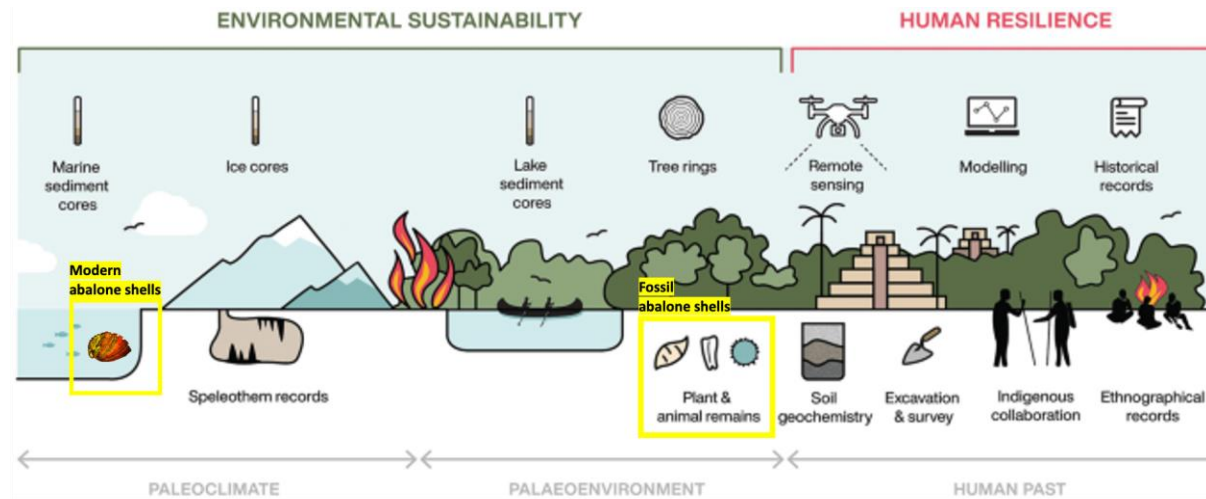 ENVIRONMENTAL SUSTAINABILITY
HUMAN RESILIENCE
Marine
sediment
cores
Ice cores
Lake
sediment
cores
Tree rings
Remote
sensing
Modelling
Historical
records
Modern
abalone shells
Fossil
abalone shells
Speleothem records
Plant &
animal remains
Soil
geochemistry
Excavation
& survey
Indigenous
collaboration
Ethnographical
records
PALEOCLIMATE
PALAEOENVIRONMENT
HUMAN PAST